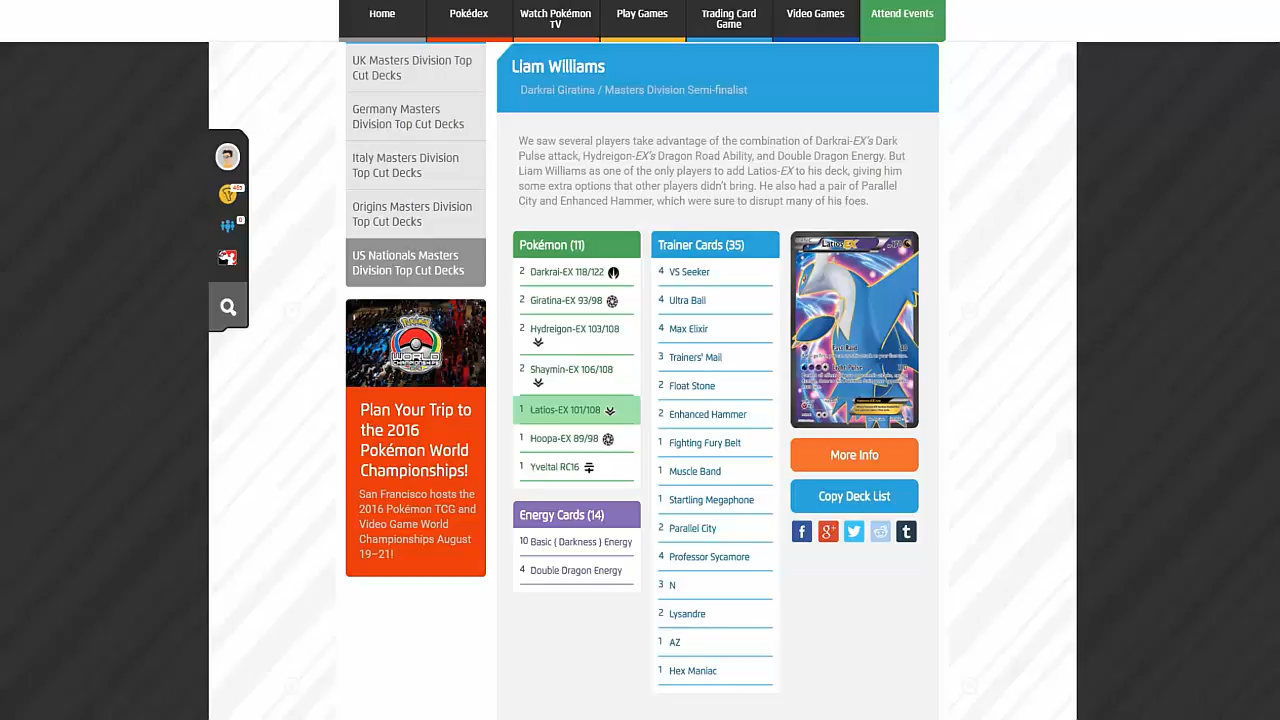 Home
Pokédex
Watch Pokémon
TV
Play Games
Trading Card
Game
Video Games
Attend Events
UK Masters Division Top
Cut Decks
Germany Masters
Division Top Cut Decks
Italy Masters Division
Top Cut Decks
Origins Masters Division
Top Cut Decks
US Nationals Masters
Division Top Cut Decks
WORLD
Plan Your Trip to
the 2016
Pokémon World
Championships!
San Francisco hosts the
2016 Pokémon TCG and
Video Game World
Championships August
19–21!
Liam Williams
Darkrai Giratina / Masters Division Semi-finalist
We saw several players take advantage of the combination of Darkrai-EX's Dark
Pulse attack, Hydreigon-EX's Dragon Road Ability, and Double Dragon Energy. But
Liam Williams as one of the only players to add Latios-EX to his deck, giving him
some extra options that other players didn't bring. He also had a pair of Parallel
City and Enhanced Hammer, which were sure to disrupt many of his foes.
Pokémon (11)
2 Darkrai-EX 118/122
2 Giratina-EX 93/98
2 Hydreigon-EX 103/108
2 Shaymin-EX 106/108
1 Latios-EX 101/108
1 Hoopa-EX 89/98
1 Yveltal RC16
Energy Cards (14)
10 Basic ( Darkness ) Energy
4 Double Dragon Energy
Trainer Cards (35)
4 VS Seeker
4 Ultra Ball
4 Max Elixir
3 Trainers' Mail
2 Float Stone
2 Enhanced Hammer
1 Fighting Fury Belt
1 Muscle Band
1 Startling Megaphone
2 Parallel City
4 Professor Sycamore
3 N
2 Lysandre
1 AZ
1 Hex Maniac
Latios EX
Fast Raid
Light Pulse
More Info
Copy Deck List